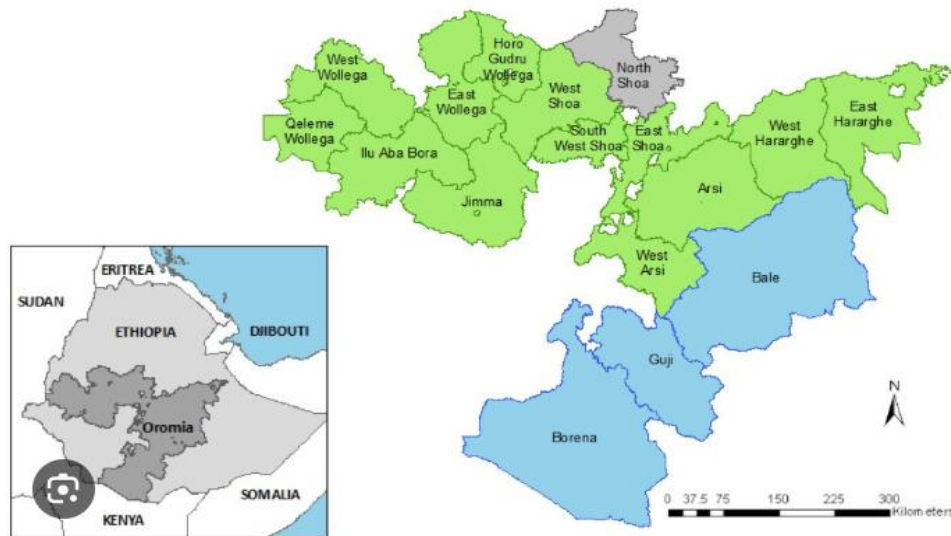 Horo
Gudru
Wollega
West
Wollega
North
Shoa
East
Wollega
West
Shoa
East
Hararghe
Qeleme
Wollega
South
West Shoa
East
Shoa
West
Hararghe
Ilu Aba Bora
Jimma
Arsi
West
Arsi
Bale
Guji
Borena
ERITREA
SUDAN
ETHIOPIA
DJIBOUTI
Oromia
SOMALIA
KENYA
N
0 37.5 75 150 225 300
Kilometers